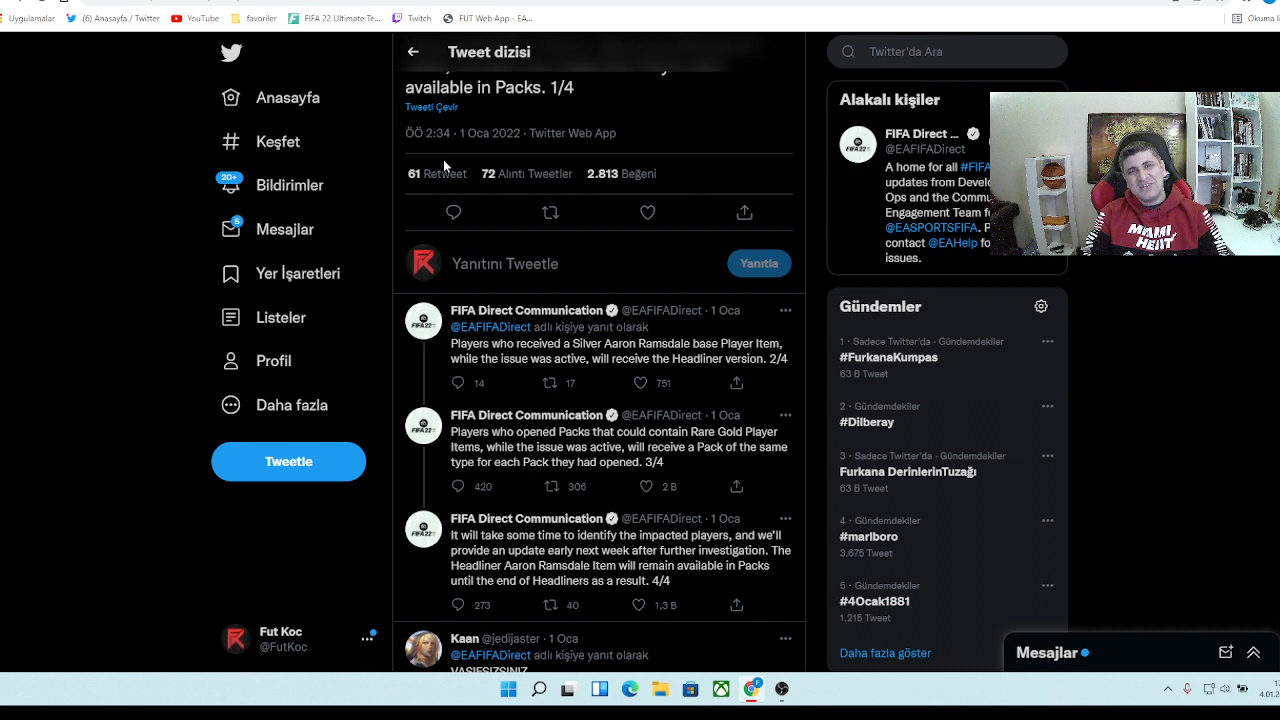 Uygulamalar (6) Anasayfa / Twitter YouTube favoriler FIFA 22 Ultimate Te... Twitch FUT Web App - EA... Okuma li
Anasayfa
Keşfet
20+
Bildirimler
5
Mesajlar
Yer İşaretleri
Listeler
Profil
Daha fazla
Tweetle
Fut Koc
@FutKoc
Tweet dizisi
available in Packs. 1/4
Tweeti Çevir
ÖÖ 2:34 · 1 Oca 2022 · Twitter Web App
61 Retweet 72 Alıntı Tweetler 2.813 Beğeni
Yanıtını Tweetle
Yanıtla
FIFA Direct Communication @EAFIFADirect · 1 Oca
@EAFIFADirect adlı kişiye yanıt olarak
Players who received a Silver Aaron Ramsdale base Player Item,
while the issue was active, will receive the Headliner version. 2/4
14 17 751
FIFA Direct Communication @EAFIFADirect · 1 Oca
Players who opened Packs that could contain Rare Gold Player
Items, while the issue was active, will receive a Pack of the same
type for each Pack they had opened. 3/4
420 306 2 B
FIFA Direct Communication @EAFIFADirect · 1 Oca
It will take some time to identify the impacted players, and we'll
provide an update early next week after further investigation. The
Headliner Aaron Ramsdale Item will remain available in Packs
until the end of Headliners as a result. 4/4
273 40 1,3 B
Kaan @jedijaster · 1 Oca
@EAFIFADirect adlı kişiye yanıt olarak
VASIFSIZSINIZ
Twitter'da Ara
Alakalı kişiler
FIFA Direct ...
@EAFIFADirect
A home for all #FIFA
updates from Develo
Ops and the Commu
Engagement Team fo
@EASPORTSFIFA. P
contact @EAHelp fo
issues.
MIAMI
HEAT
Gündemler
1 · Sadece Twitter'da · Gündemdekiler
#FurkanaKumpas
63 B Tweet
2 · Gündemdekiler
#Dilberay
3 · Sadece Twitter'da · Gündemdekiler
Furkana DerinlerinTuzağı
63 B Tweet
4 · Gündemdekiler
#marlboro
3.675 Tweet
5 · Gündemdekiler
#4Ocak1881
1.215 Tweet
Daha fazla göster
Mesajlar